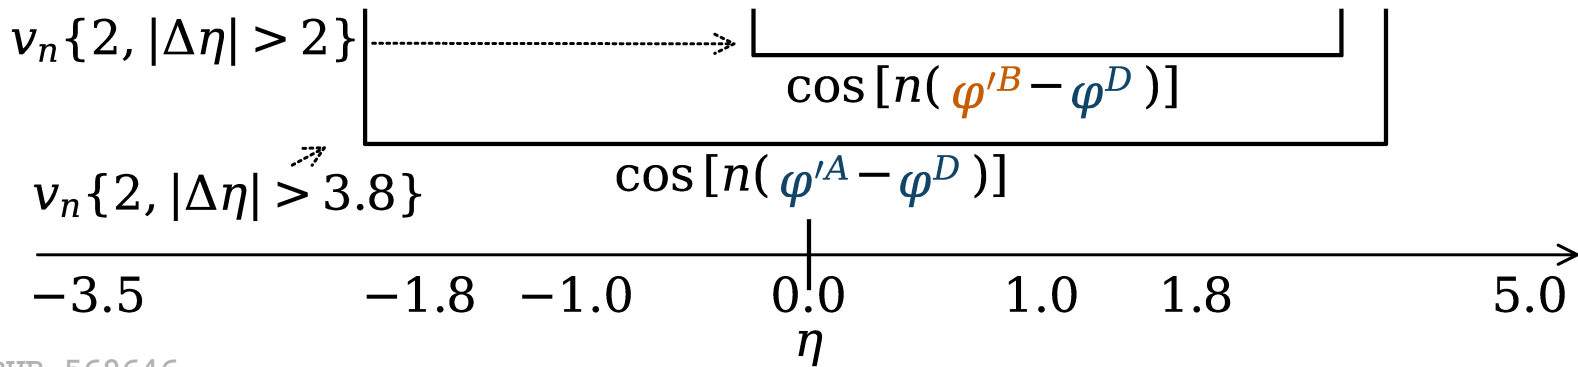 vₙ{2, |Δη| > 2}
cos [n( φ′ᴮ − φᴰ )]
cos [n( φ′ᴬ − φᴰ )]
vₙ{2, |Δη| > 3.8}
−3.5 −1.8 −1.0 0.0 1.0 1.8 5.0
η